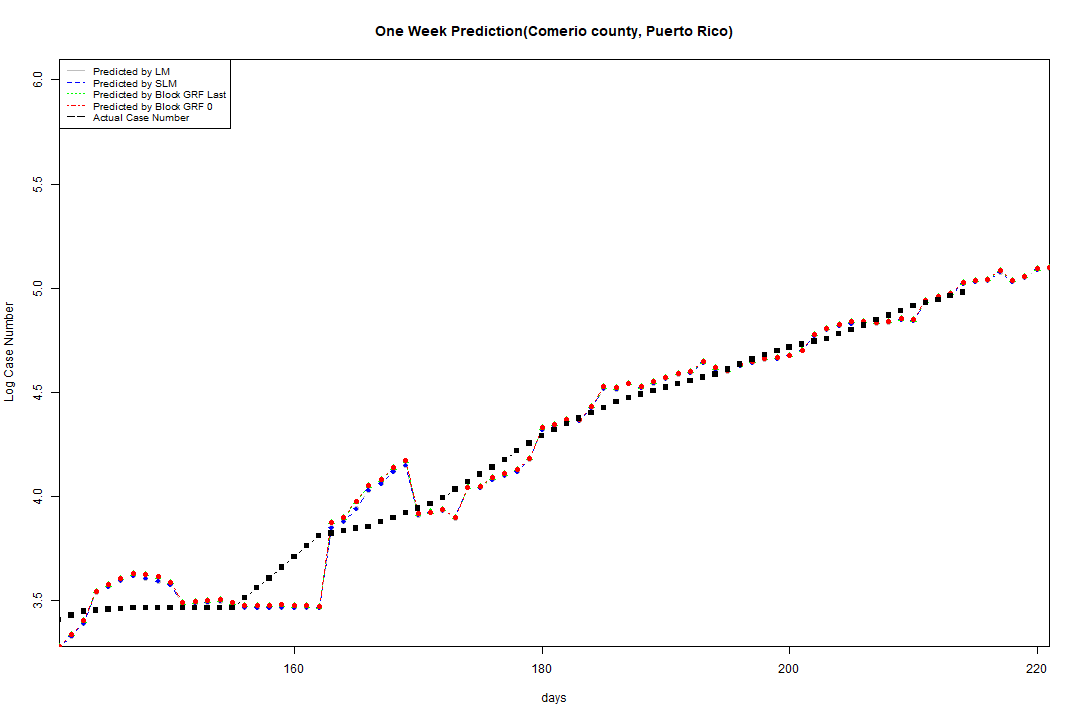 One Week Prediction(Comerio county, Puerto Rico)
Predicted by LM
Predicted by SLM
Predicted by Block GRF Last
Predicted by Block GRF 0
Actual Case Number
6.0
5.5
5.0
4.5
4.0
3.5
Log Case Number
160 180 200 220
days